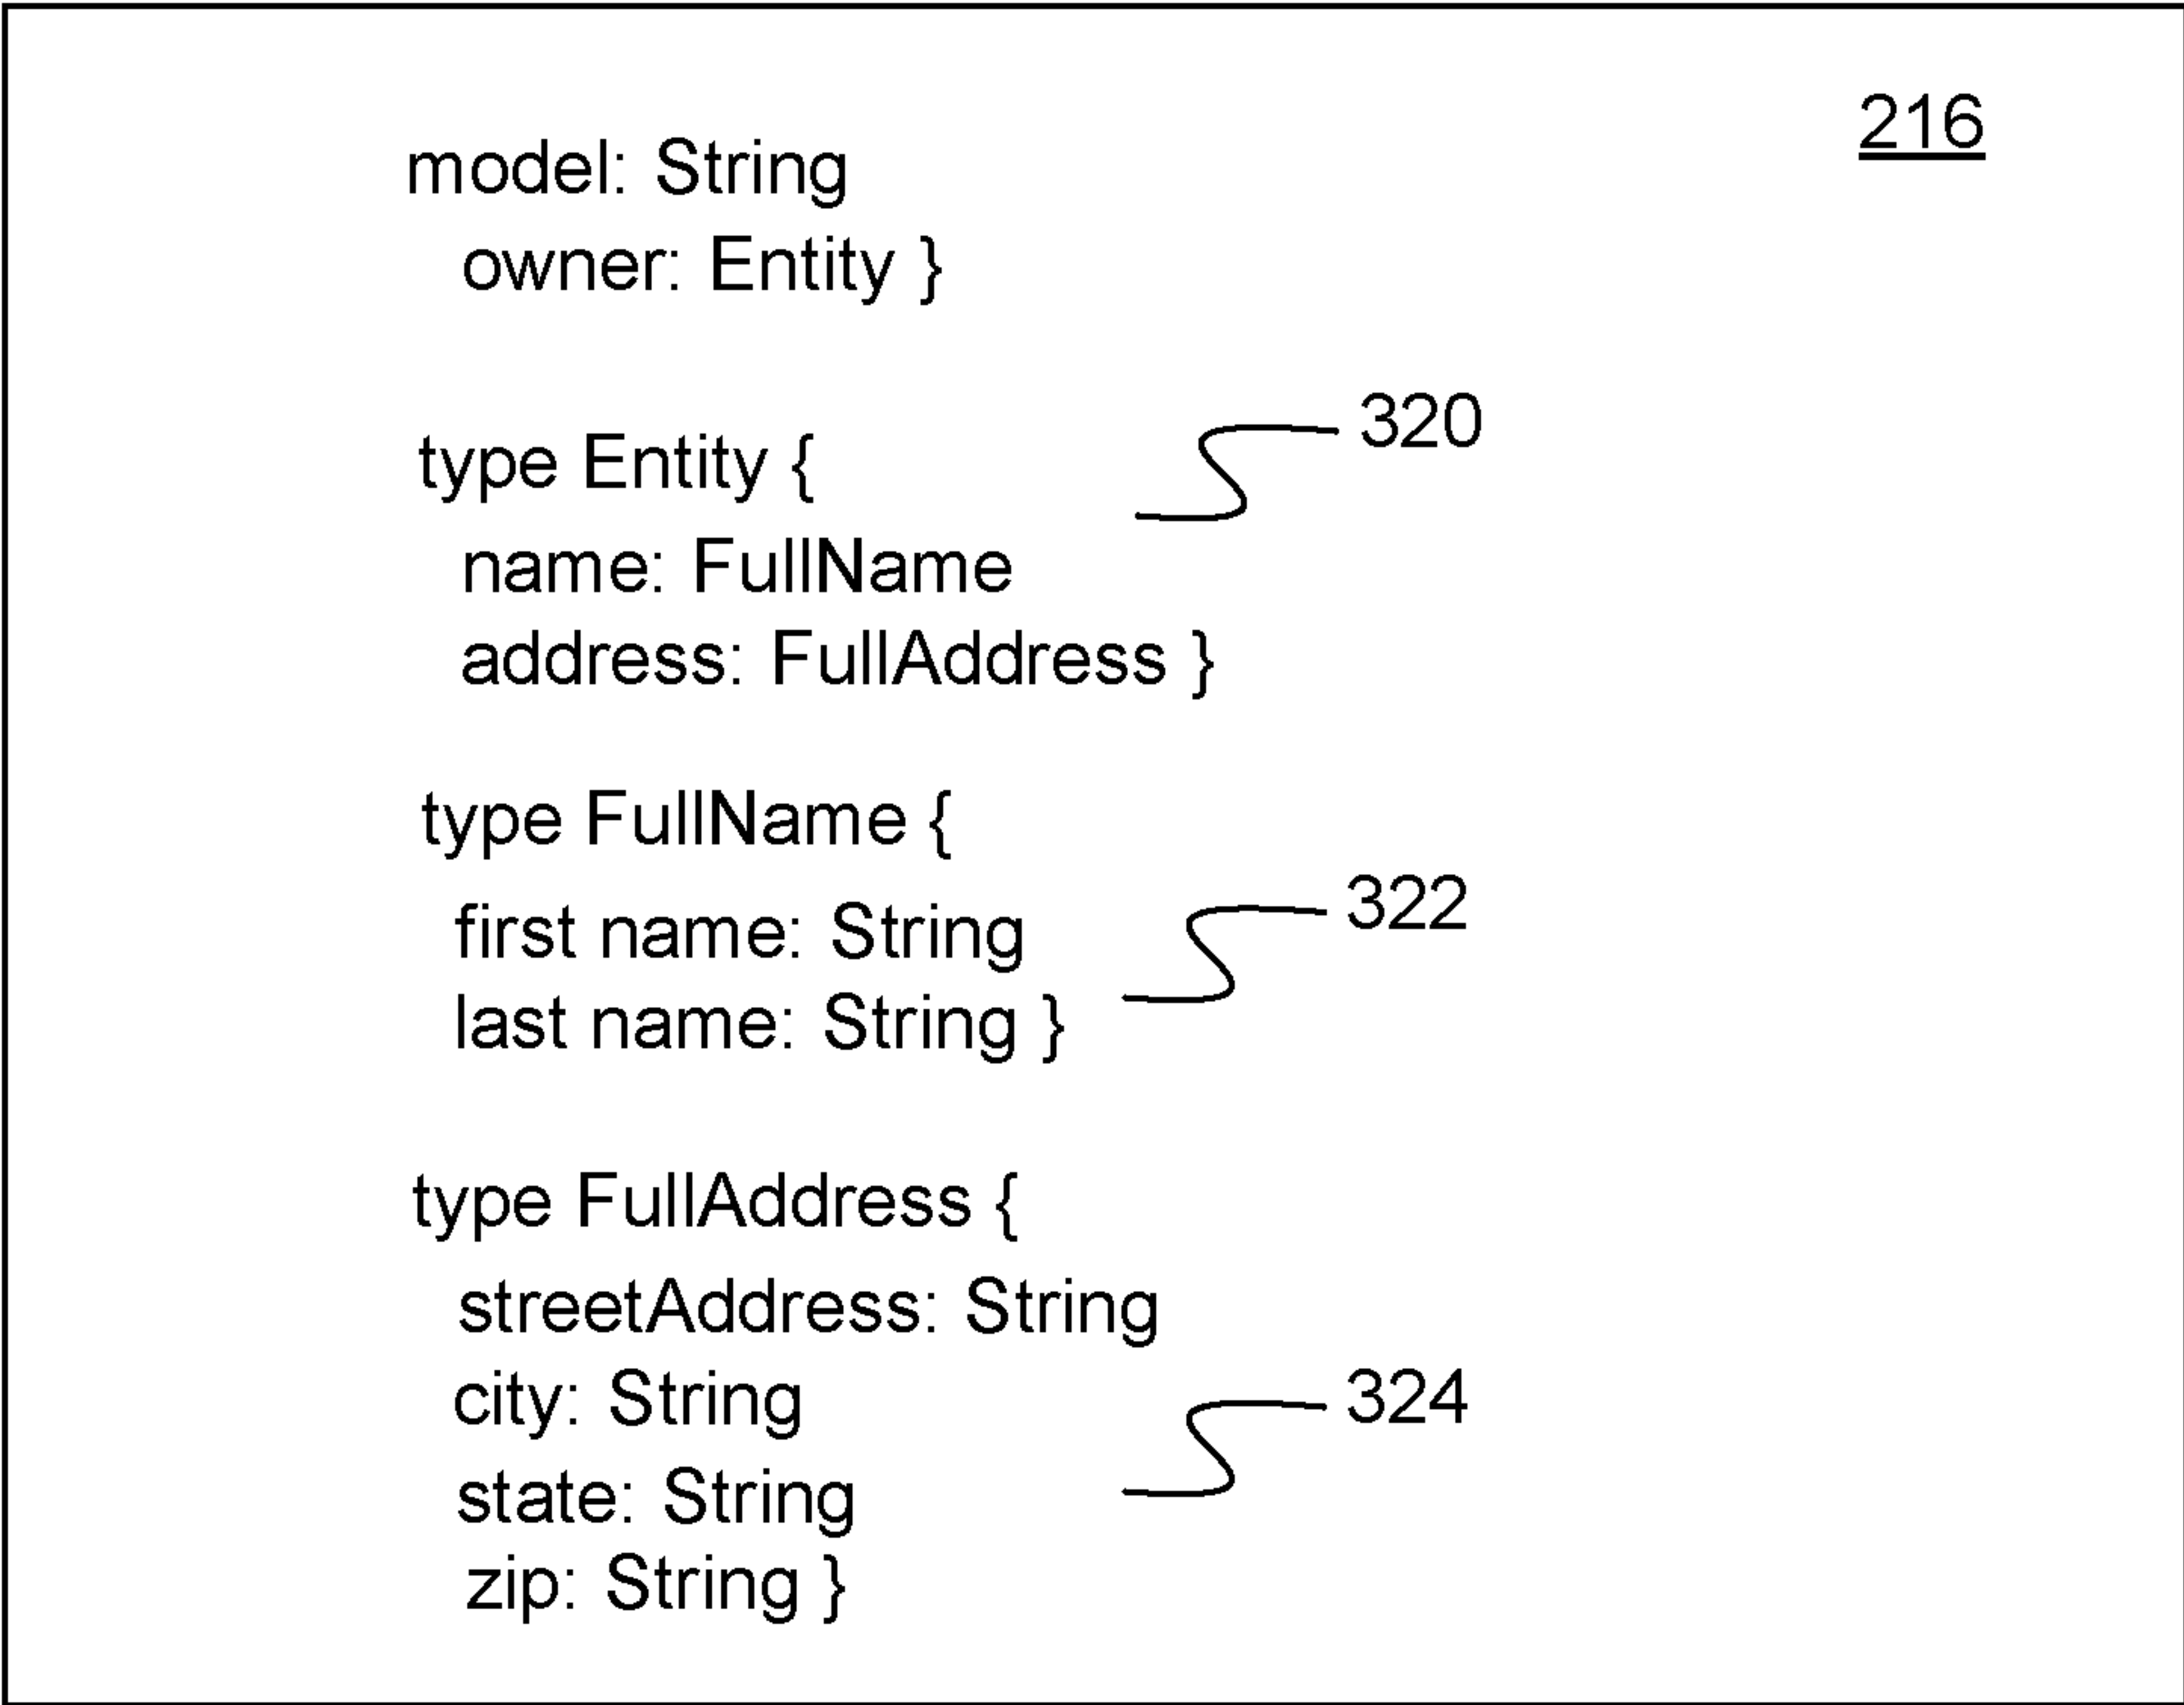 216
model: String
owner: Entity }
320
type Entity {
name: FullName
address: FullAddress }
type FullName {
322
first name: String
last name: String }
type FullAddress {
streetAddress: String
city: String
324
state: String
zip: String }